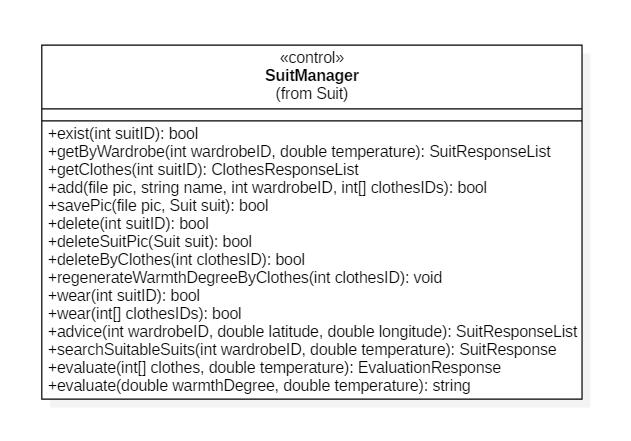 «control»
SuitManager
(from Suit)
+exist(int suitID): bool
+getByWardrobe(int wardrobeID, double temperature): SuitResponseList
+getClothes(int suitID): ClothesResponseList
+add(file pic, string name, int wardrobeID, int[] clothesIDs): bool
+savePic(file pic, Suit suit): bool
+delete(int suitID): bool
+deleteSuitPic(Suit suit): bool
+deleteByClothes(int clothesID): bool
+regenerateWarmthDegreeByClothes(int clothesID): void
+wear(int suitID): bool
+wear(int[] clothesIDs): bool
+advice(int wardrobeID, double latitude, double longitude): SuitResponseList
+searchSuitableSuits(int wardrobeID, double temperature): SuitResponse
+evaluate(int[] clothes, double temperature): EvaluationResponse
+evaluate(double warmthDegree, double temperature): string